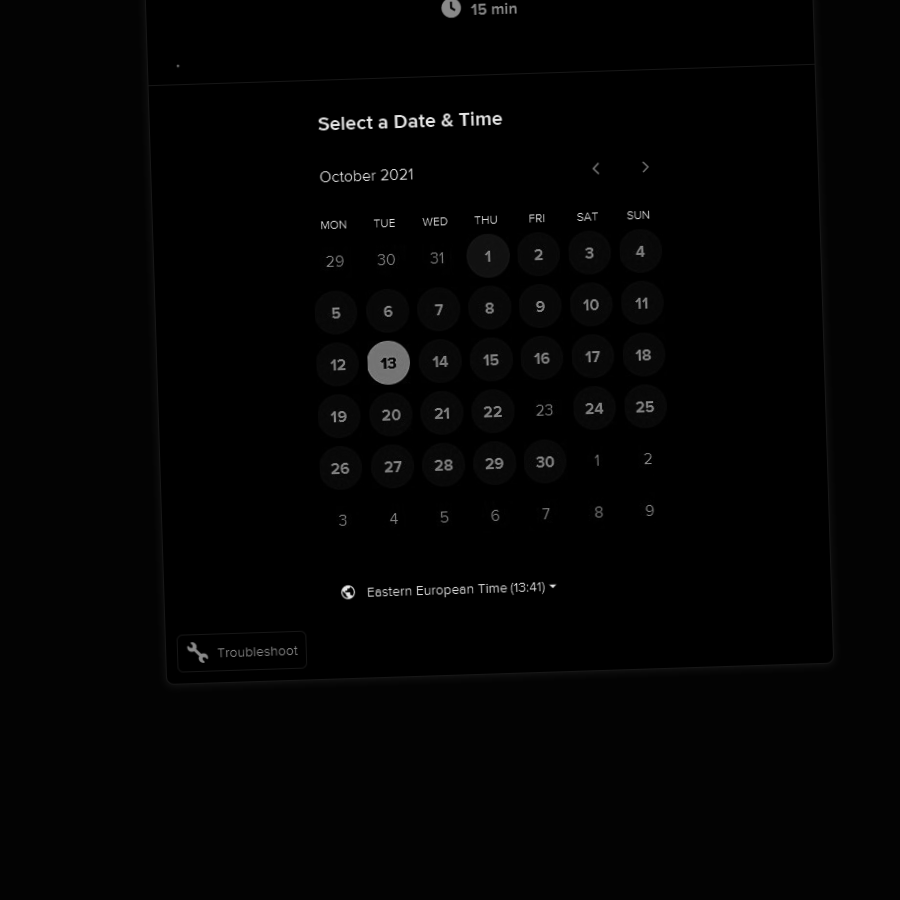 15 min
.
Select a Date & Time
October 2021
MON TUE WED THU FRI SAT SUN
29 30 31 1 2 3 4
5 6 7 8 9 10 11
12 13 14 15 16 17 18
19 20 21 22 23 24 25
26 27 28 29 30 1 2
3 4 5 6 7 8 9
Eastern European Time (13:41)
Troubleshoot